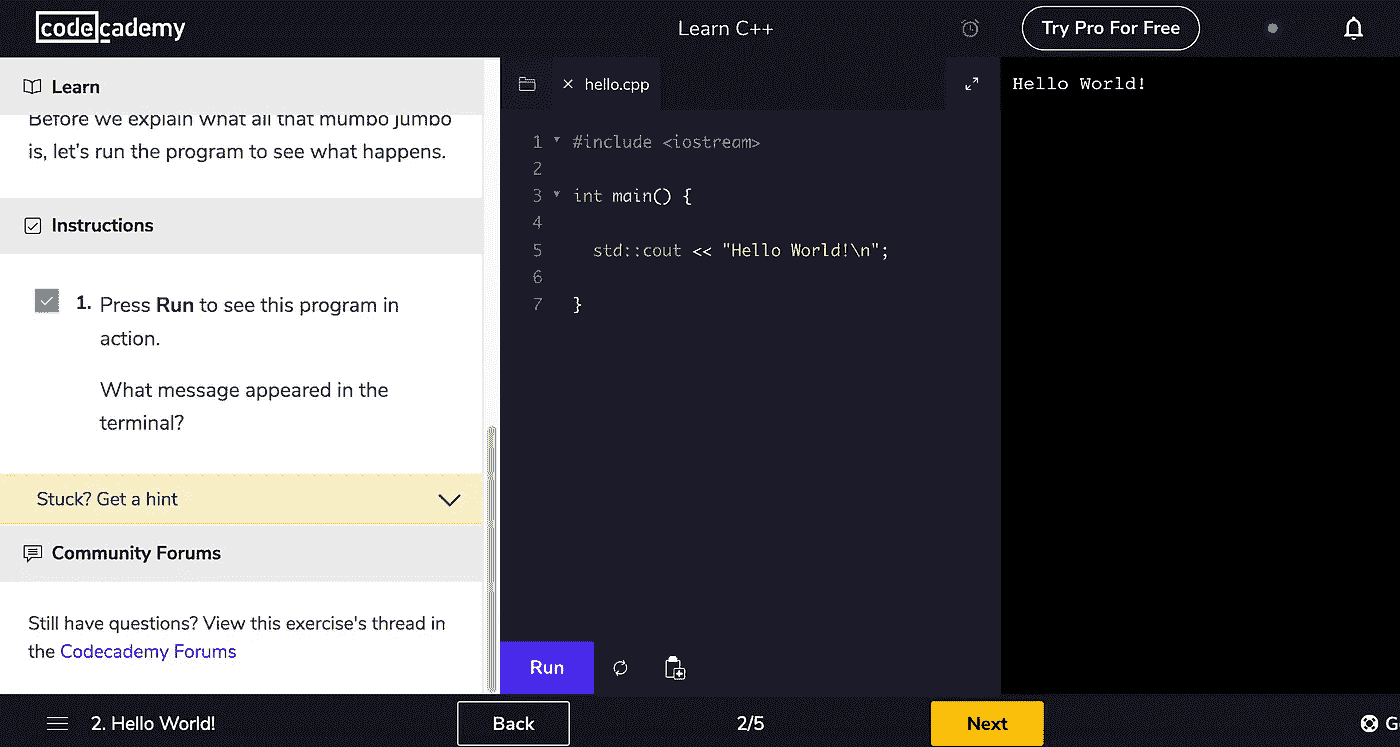 codecademy
Learn C++
Try Pro For Free
Learn
Before we explain what all that mumbo jumbo
is, let’s run the program to see what happens.
Instructions
1. Press Run to see this program in
action.
What message appeared in the
terminal?
Stuck? Get a hint
Community Forums
Still have questions? View this exercise's thread in
the Codecademy Forums
hello.cpp
1 #include <iostream>
2
3 int main() {
4
5 std::cout << "Hello World!\n";
6
7 }
Run
Hello World!
2. Hello World!
Back
2/5
Next